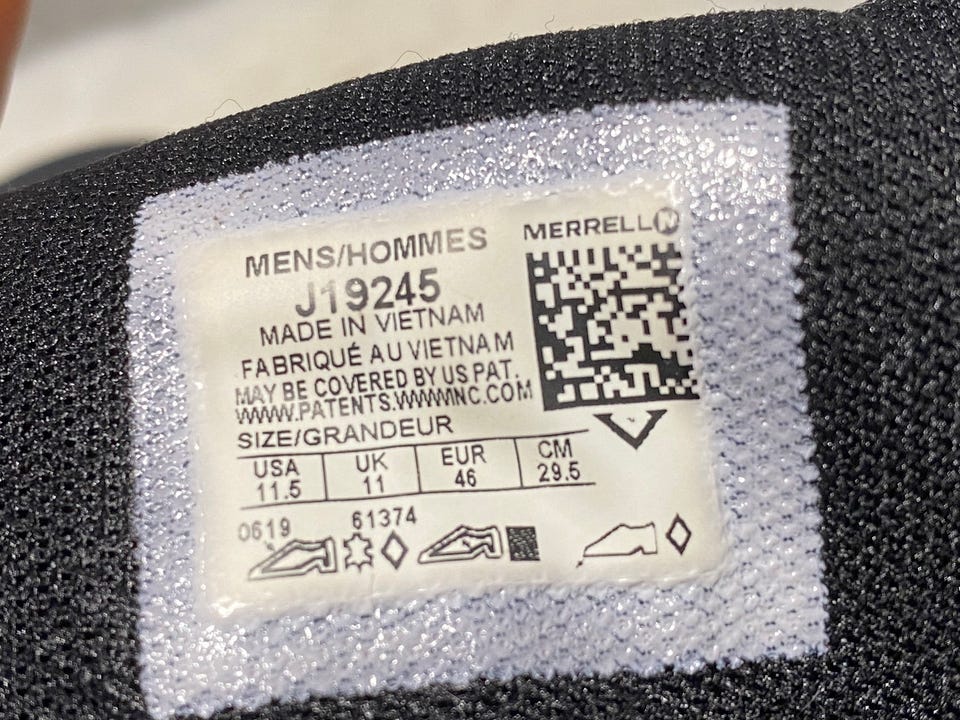 MERRELL
MENS/HOMMES
J19245
MADE IN VIETNAM
FABRIQUÉ AU VIETNAM
MAY BE COVERED BY US PAT.
WWW.PATENTS.WWWNC.COM
SIZE/GRANDEUR
USA UK EUR CM
11.5 11 46 29.5
0619 61374